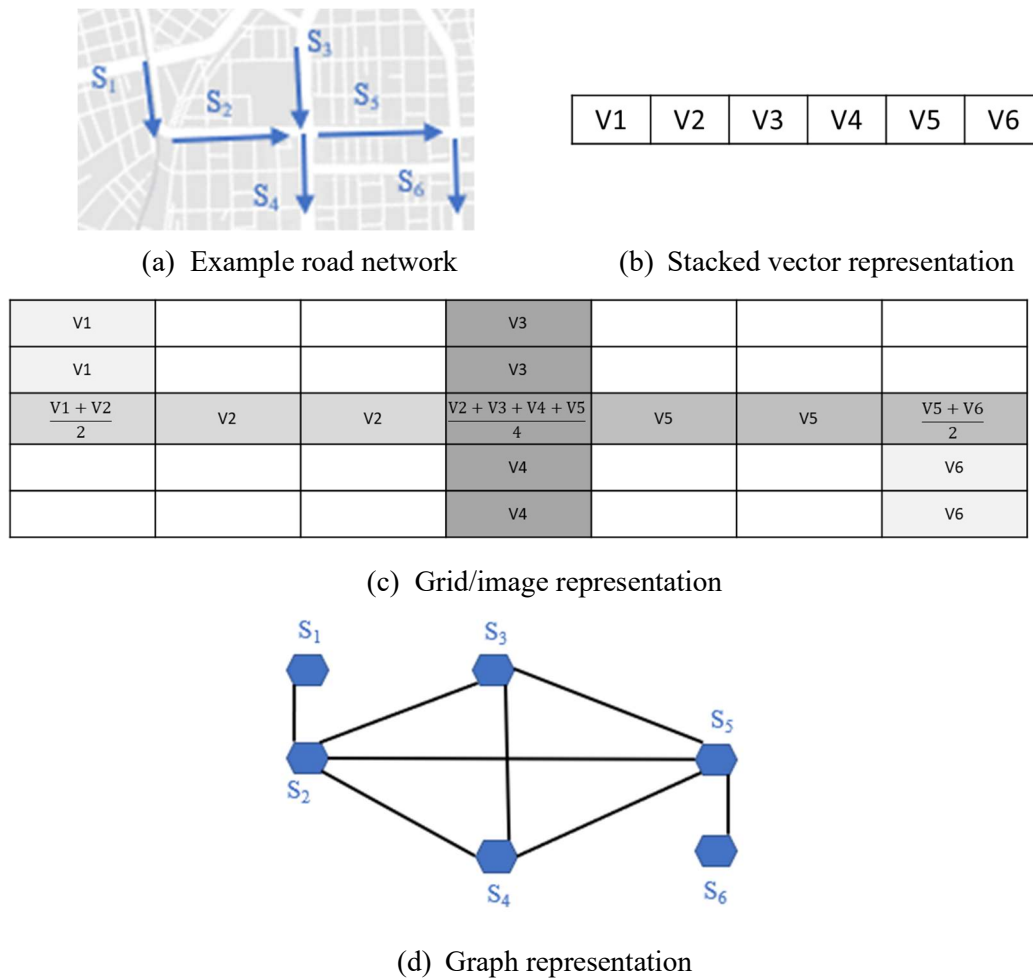 S1
S2
S3
S5
S4
S6
V1 V2 V3 V4 V5 V6
(a) Example road network
(b) Stacked vector representation
V1 V3
V1 V3
V1 + V2 / 2 V2 V2 V2 + V3 + V4 + V5 / 4 V5 V5 V5 + V6 / 2
V4 V6
V4 V6
(c) Grid/image representation
S1 S3
S5
S2
S4 S6
(d) Graph representation